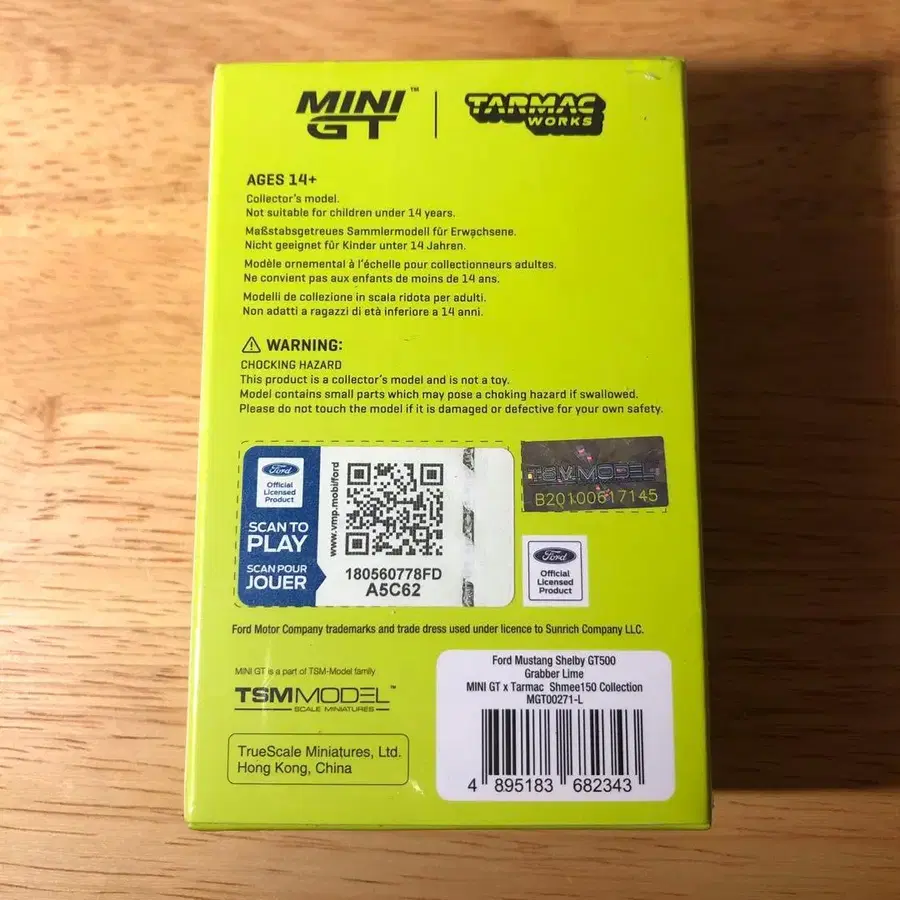 MINI GT™
TARMAC WORKS
AGES 14+
Collector's model.
Not suitable for children under 14 years.
Maßstabsgetreues Sammlermodell für Erwachsene.
Nicht geeignet für Kinder unter 14 Jahren.
Modèle ornemental à l'échelle pour collectionneurs adultes.
Ne convient pas aux enfants de moins de 14 ans.
Modelli de collezione in scala ridota per adulti.
Non adatti a ragazzi di età inferiore a 14 anni.
WARNING:
CHOCKING HAZARD
This product is a collector's model and is not a toy.
Model contains small parts which may pose a choking hazard if swallowed.
Please do not touch the model if it is damaged or defective for your own safety.
Ford
Official
Licensed
Product
SCAN TO
PLAY
SCAN POUR
JOUER
www.vmp.mobi/ford
180560778FD
A5C62
TSM MODEL
B20100617145
Ford
Official
Licensed
Product
Ford Motor Company trademarks and trade dress used under licence to Sunrich Company LLC.
MINI GT is a part of TSM-Model family
TSMMODEL™
SCALE MINIATURES
TrueScale Miniatures, Ltd.
Hong Kong, China
Ford Mustang Shelby GT500
Grabber Lime
MINI GT x Tarmac Shmee150 Collection
MGT00271-L
4 895183 682343